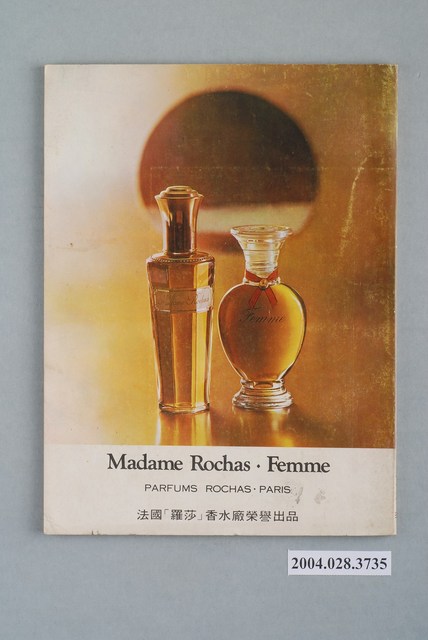 Femme
Madame Rochas · Femme
PARFUMS ROCHAS · PARIS
法國「羅莎」香水廠榮譽出品
2004.028.3735